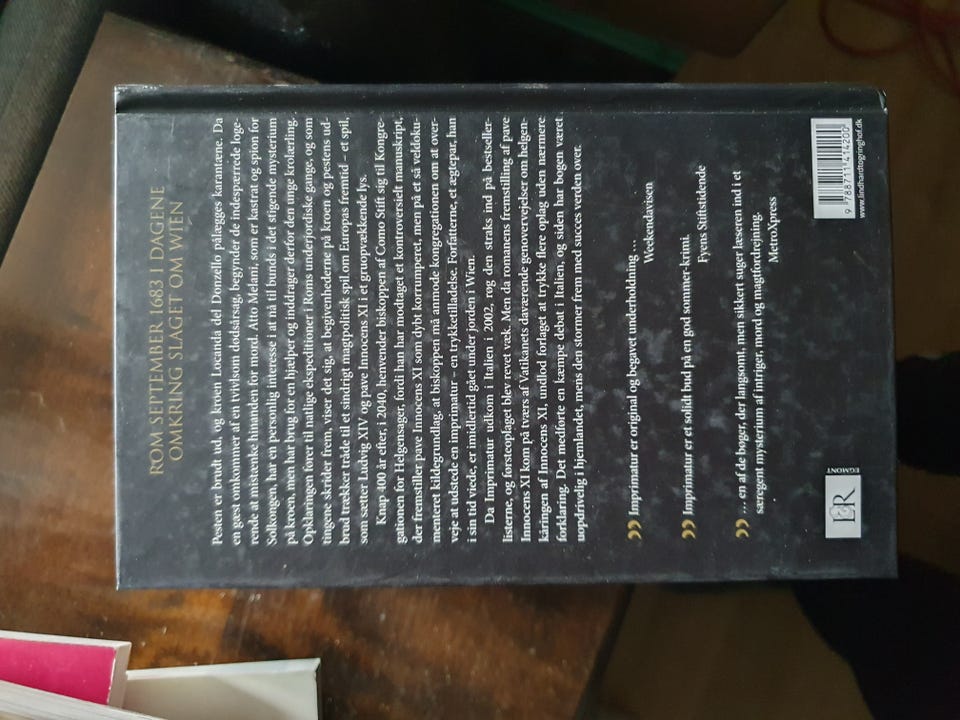 ROM SEPTEMBER 1683 I DAGENE
OMKRING SLAGET OM WIEN
Pesten er brudt ud, og kroen Locanda del Donzello pålægges karantæne. Da
en gæst omkommer af en tvivlsom dødsårsag, begynder de indespærrede loge-
rende at mistænke hinanden for mord. Atto Melani, som er kastrat og spion for
Solkongen, har en personlig interesse i at nå til bunds i det stigende mysterium
på kroen, men har brug for en hjælper og inddrager derfor den unge krolærling.
Opklaringen fører til natlige ekspeditioner i Roms underjordiske gange, og som
tingene skrider frem, viser det sig, at begivenhederne på kroen og pestens ud-
brud trækker tråde til et sindrigt magtpolitisk spil om Europas fremtid – et spil,
som sætter Ludvig XIV og pave Innocens XI i et gruopvækkende lys.
Knap 400 år efter, i 2040, henvender biskoppen af Como Stift sig til Kongre-
gationen for Helgensager, fordi han har modtaget et kontroversielt manuskript,
der fremstiller pave Innocens XI som dybt korrumperet, men på et så veldoku-
menteret kildegrundlag, at biskoppen må anmode kongregationen om at over-
veje at udstede en imprimatur – en trykketilladelse. Forfatterne, et ægtepar, han
i sin tid viede, er imidlertid gået under jorden i Wien.
Da Imprimatur udkom i Italien i 2002, røg den straks ind på bestseller-
listerne, og førsteoplaget blev revet væk. Men da romanens fremstilling af pave
Innocens XI kom på tværs af Vatikanets daværende genovervejelser om helgen-
kåringen af Innocens XI, undlod forlaget at trykke flere oplag uden nærmere
forklaring. Det medførte en kæmpe debat i Italien, og siden har bogen været
uopdrivelig i hjemlandet, mens den stormer frem med succes verden over.
” Imprimatur er original og begavet underholdning ...
Weekendavisen
” Imprimatur er et solidt bud på en god sommer-krimi.
Fyens Stiftstidende
” ... en af de bøger, der langsomt, men sikkert suger læseren ind i et
særegent mysterium af intriger, mord og magtfordrejning.
MetroXpress
L&R
EGMONT
9 788711 414200
www.lindhardtogringhof.dk